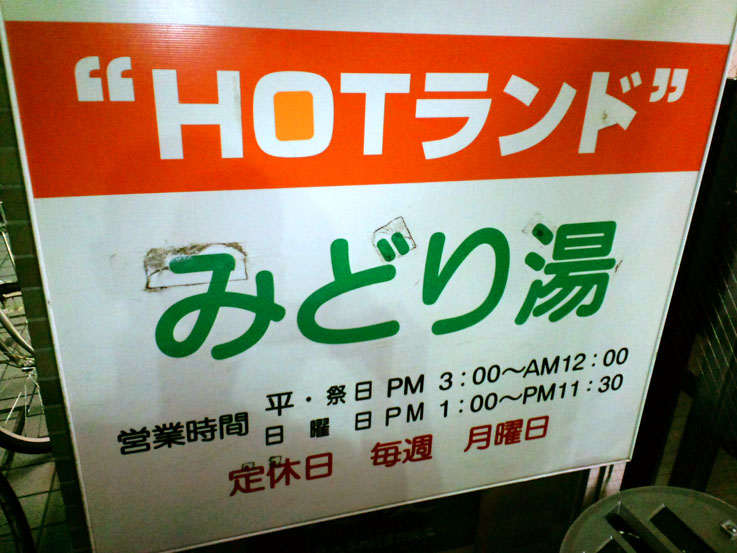 “HOTランド”
みどり湯
営業時間
平・祭日 PM 3:00〜AM12:00
日曜日 PM 1:00〜PM11:30
定休日 毎週 月曜日